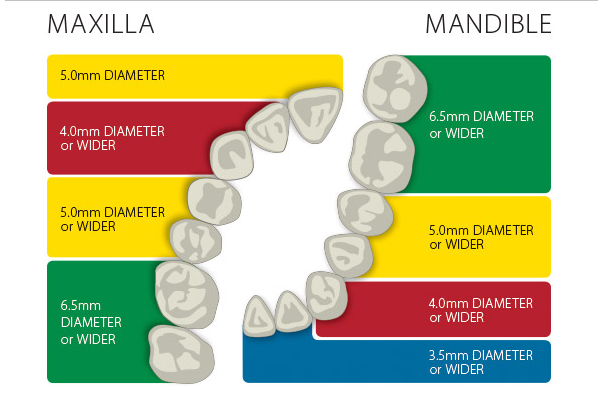 MAXILLA
5.0mm DIAMETER
4.0mm DIAMETER
or WIDER
5.0mm DIAMETER
or WIDER
6.5mm
DIAMETER
or WIDER
MANDIBLE
6.5mm DIAMETER
or WIDER
5.0mm DIAMETER
or WIDER
4.0mm DIAMETER
or WIDER
3.5mm DIAMETER
or WIDER